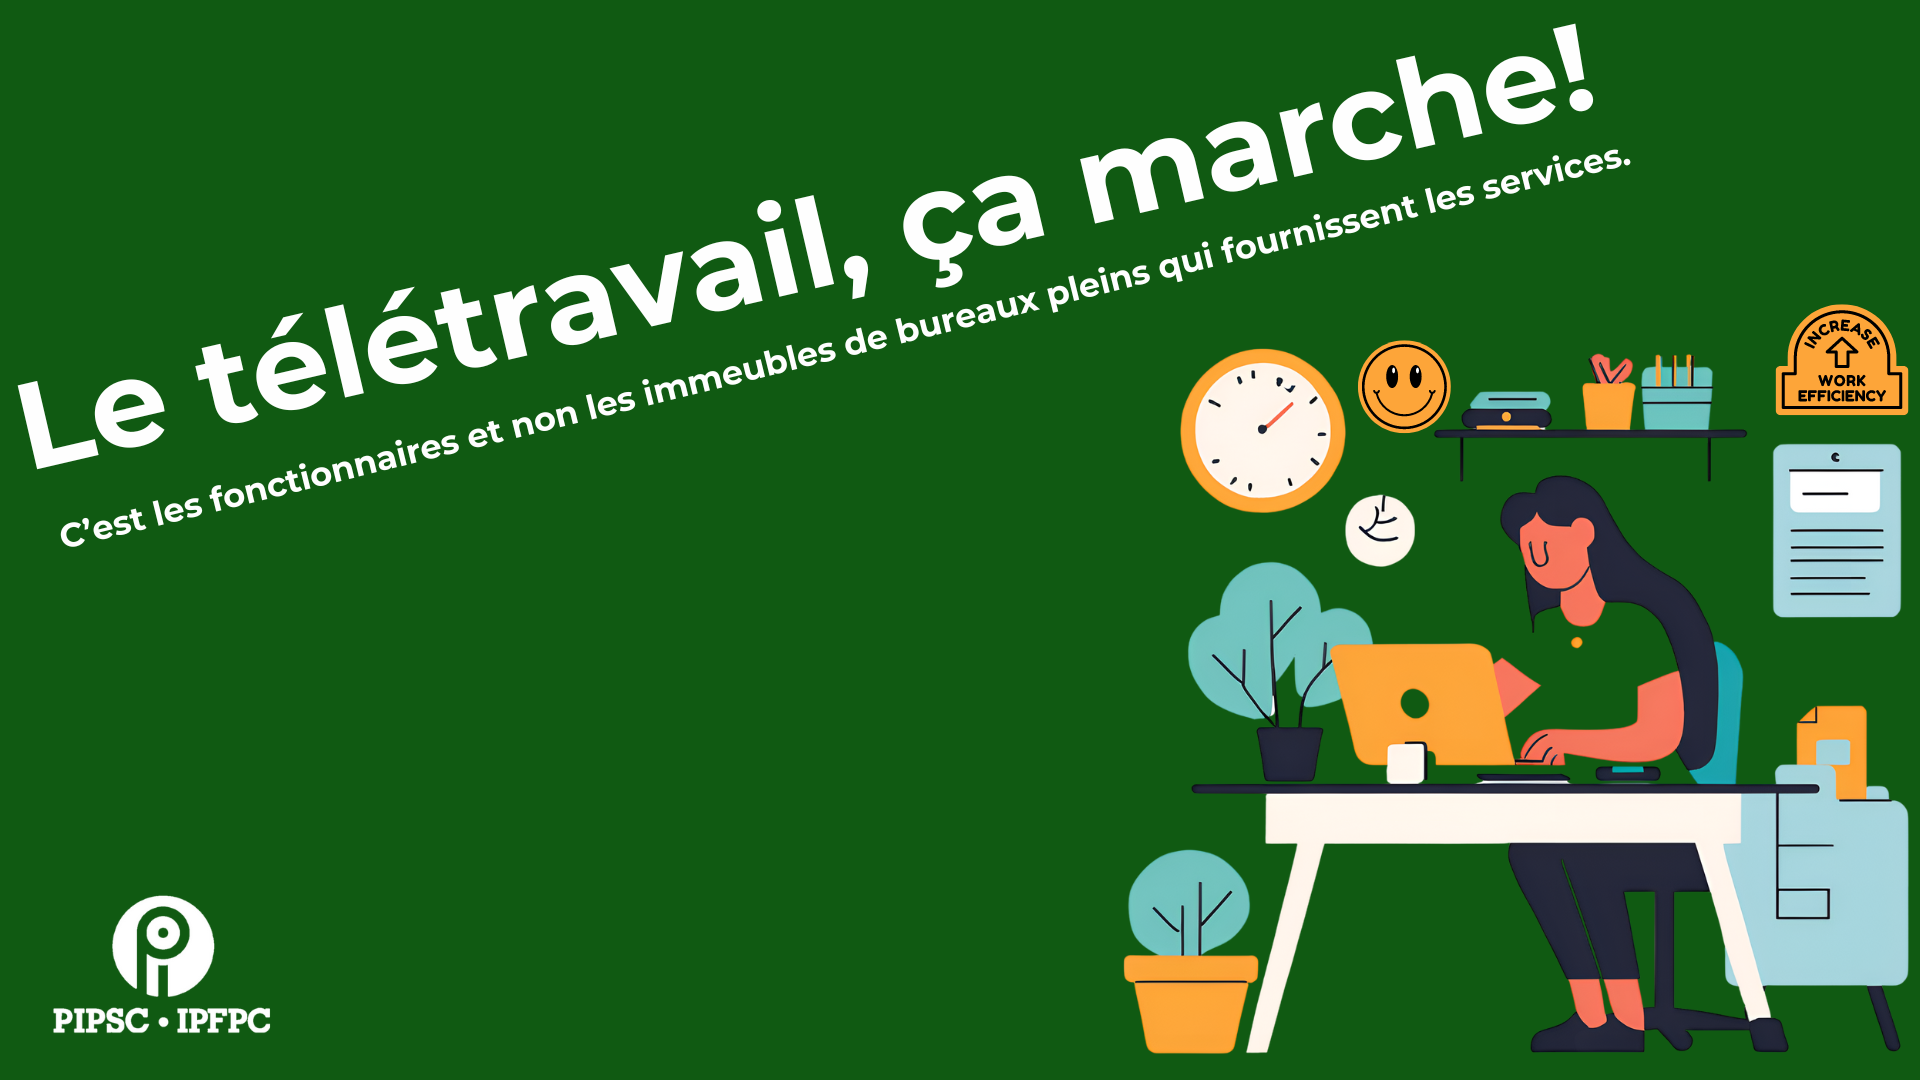 Le télétravail, ça marche!
C'est les fonctionnaires et non les immeubles de bureaux pleins qui fournissent les services.
INCREASE
WORK
EFFICIENCY
PIPSC • IPFPC